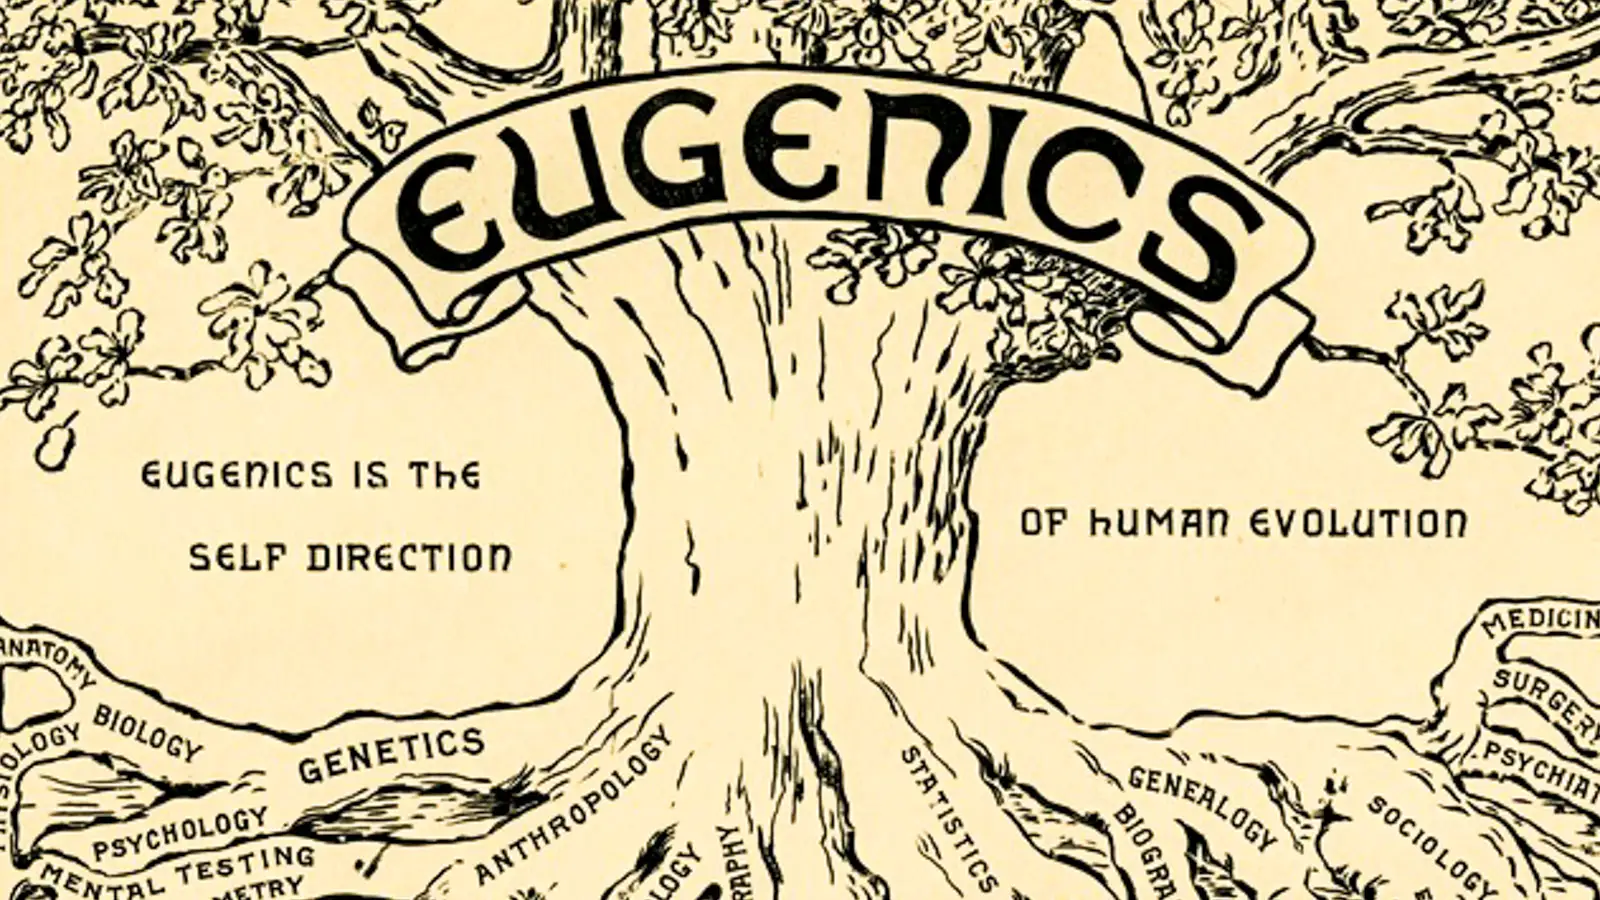 EUGENICS
EUGENICS IS THE
SELF DIRECTION
OF HUMAN EVOLUTION
ANATOMY
BIOLOGY
GENETICS
PSYCHOLOGY
MENTAL TESTING
ANTHROPOLOGY
STATISTICS
GENEALOGY
SOCIOLOGY
SURGERY